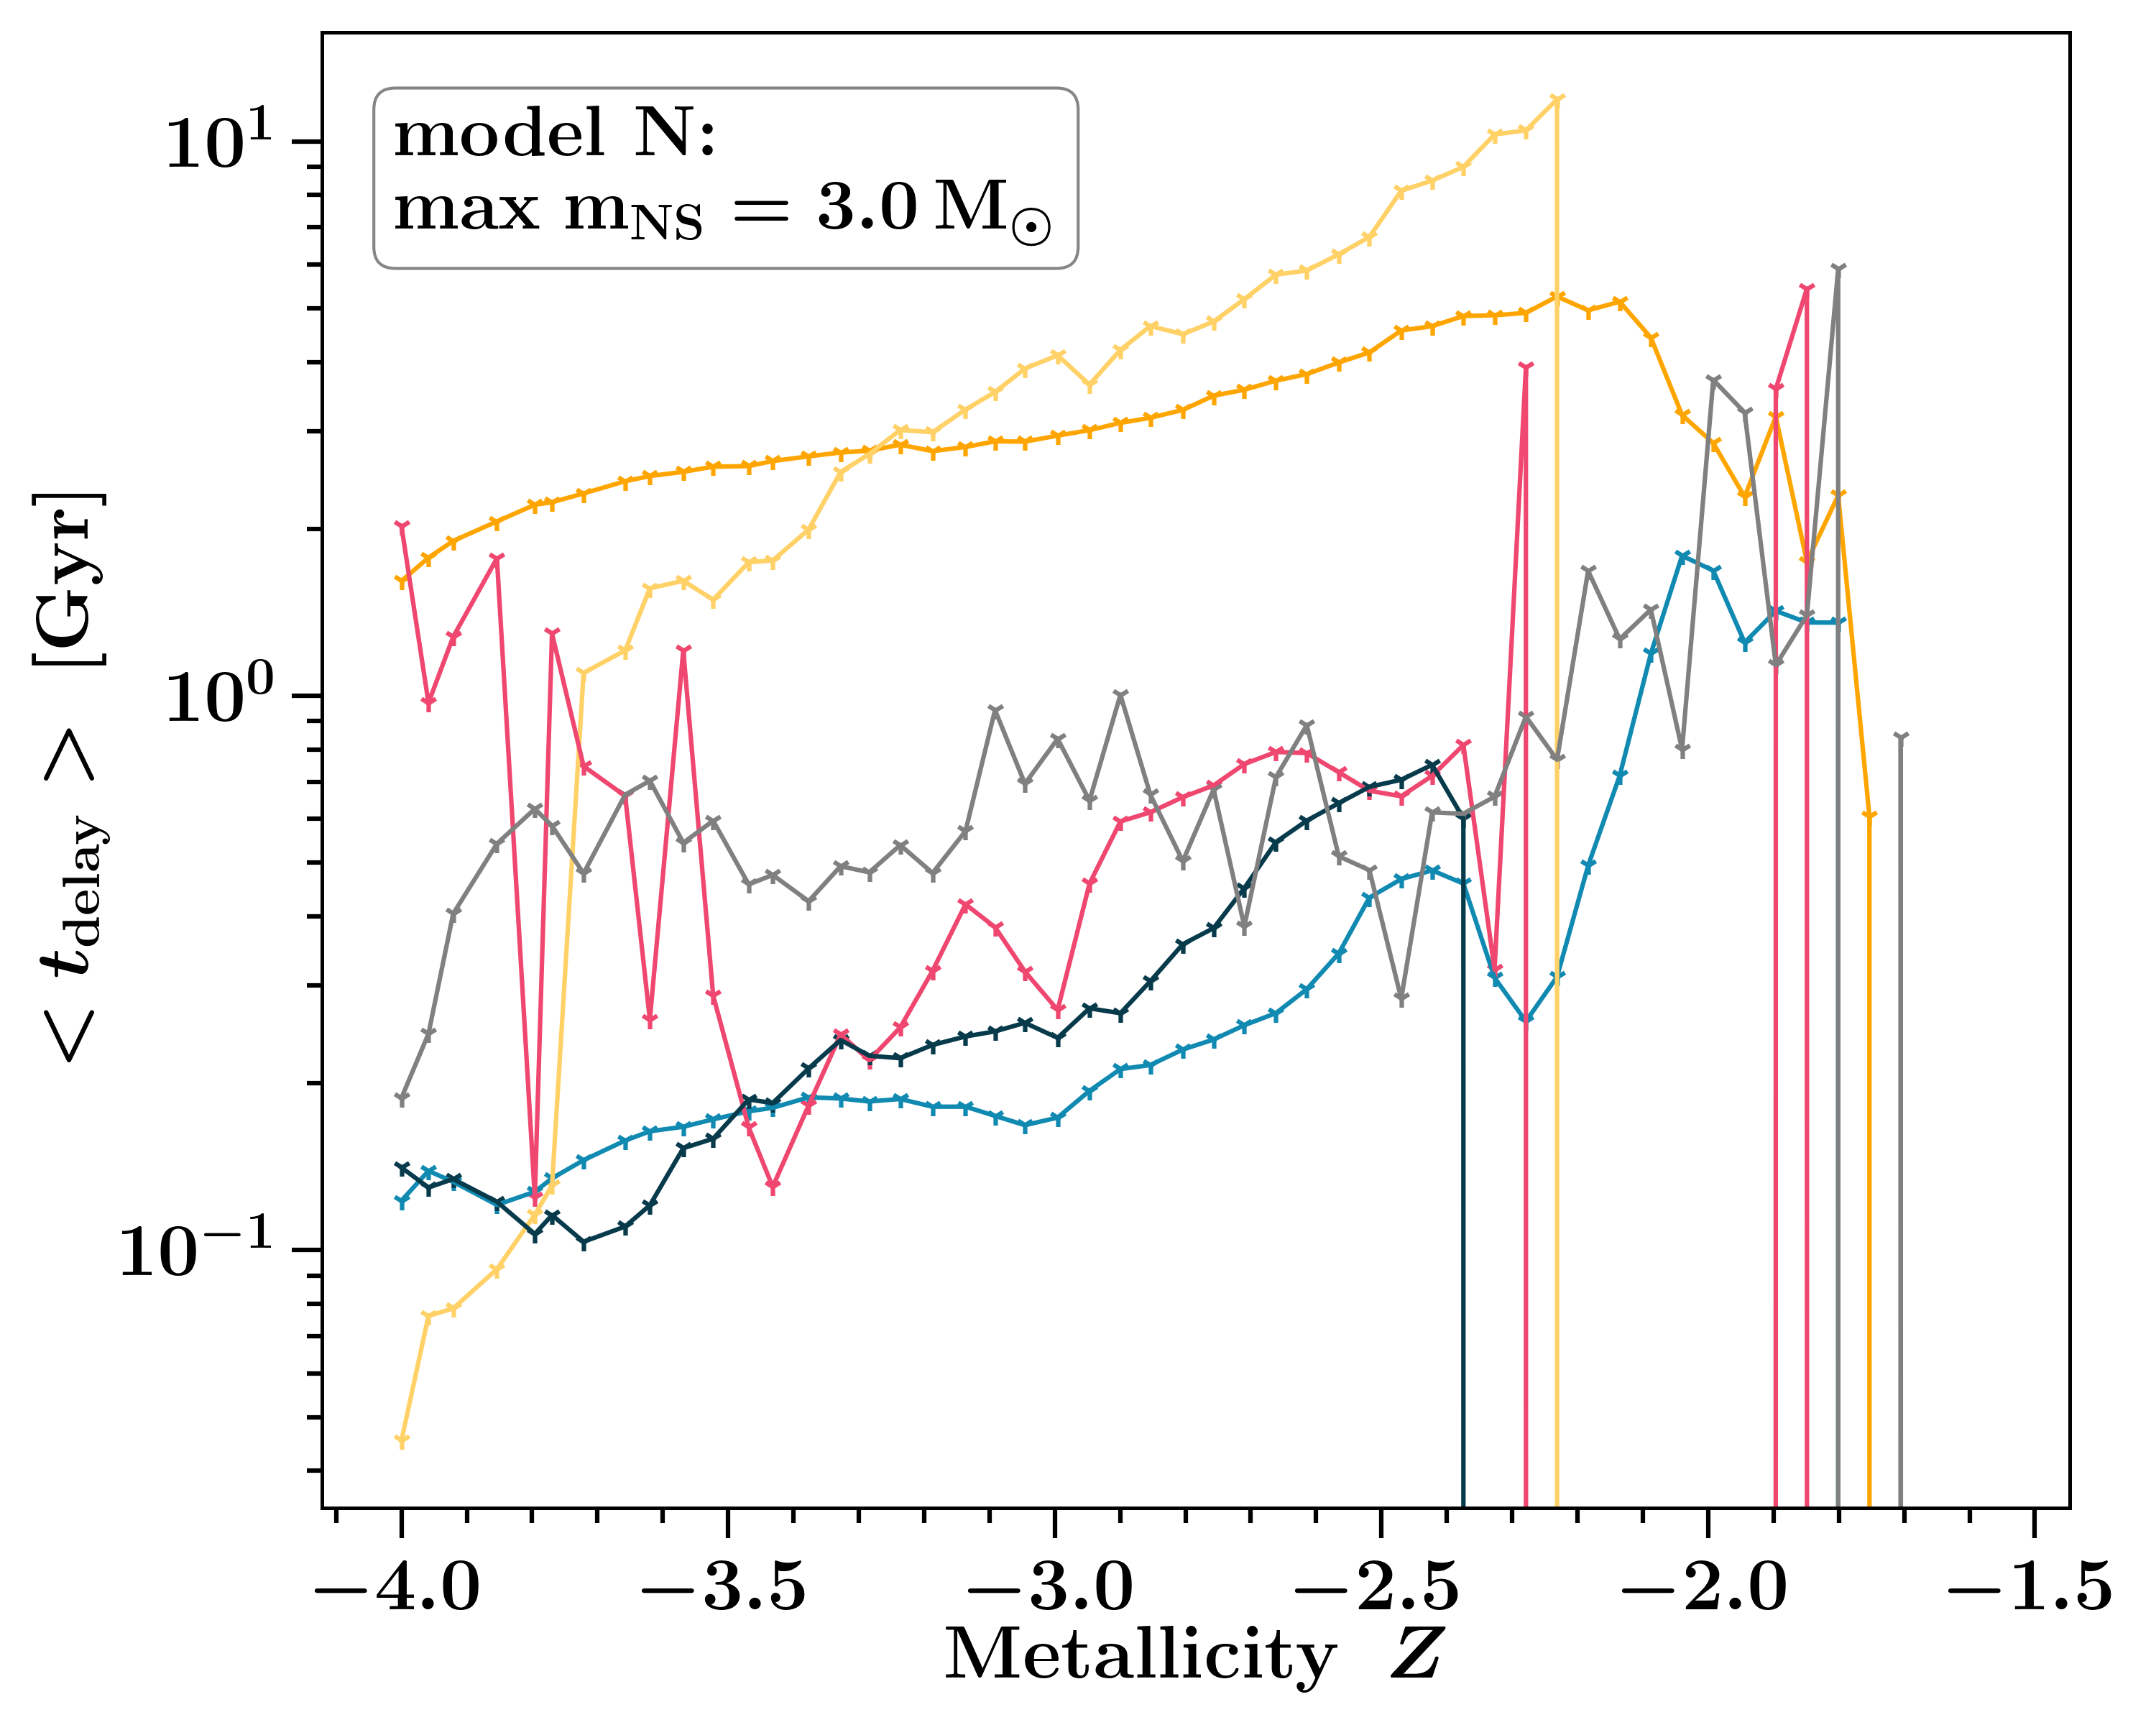 model N:
max m_NS = 3.0 M_⊙
10^1
10^0
10^−1
< t_delay > [Gyr]
−4.0 −3.5 −3.0 −2.5 −2.0 −1.5
Metallicity Z